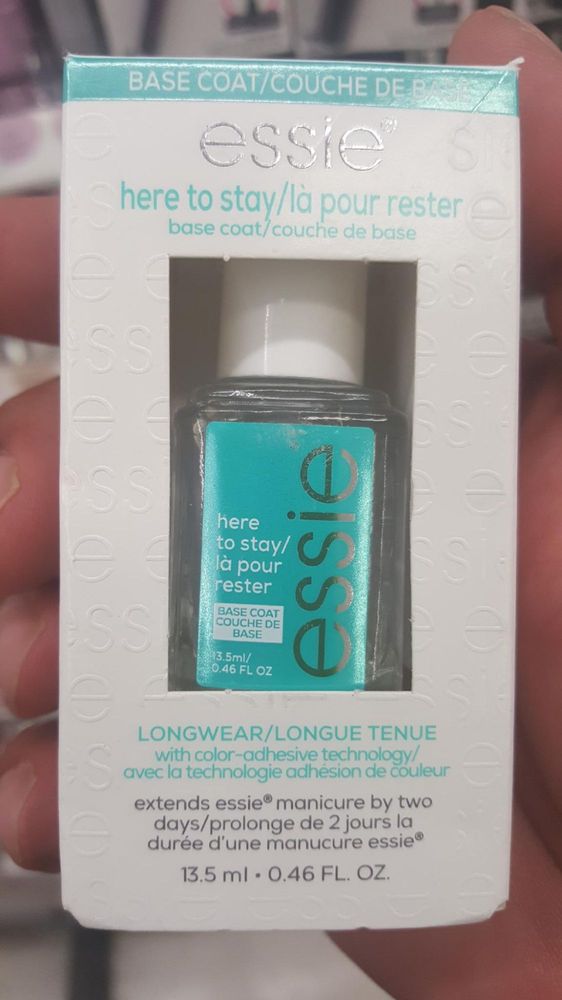 BASE COAT/COUCHE DE BASE
essie®
here to stay/là pour rester
base coat/couche de base
here
to stay/
là pour
rester
BASE COAT
COUCHE DE
BASE
13.5ml/
0.46 FL OZ
essie
LONGWEAR/LONGUE TENUE
with color-adhesive technology/
avec la technologie adhésion de couleur
extends essie® manicure by two
days/prolonge de 2 jours la
durée d'une manucure essie®
13.5 ml • 0.46 FL. OZ.